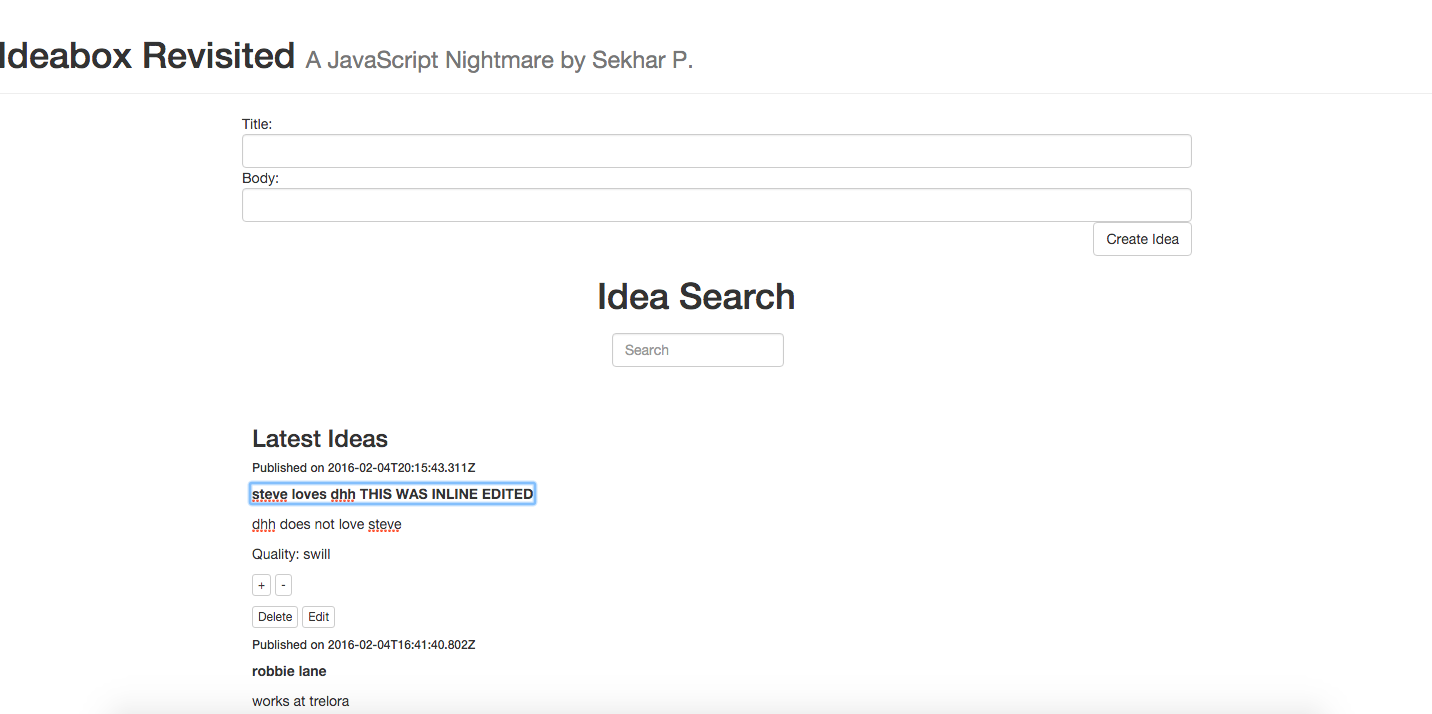 Ideabox Revisited A JavaScript Nightmare by Sekhar P.
Title:
Body:
Create Idea
Idea Search
Search
Latest Ideas
Published on 2016-02-04T20:15:43.311Z
steve loves dhh THIS WAS INLINE EDITED
dhh does not love steve
Quality: swill
+ -
Delete Edit
Published on 2016-02-04T16:41:40.802Z
robbie lane
works at trelora